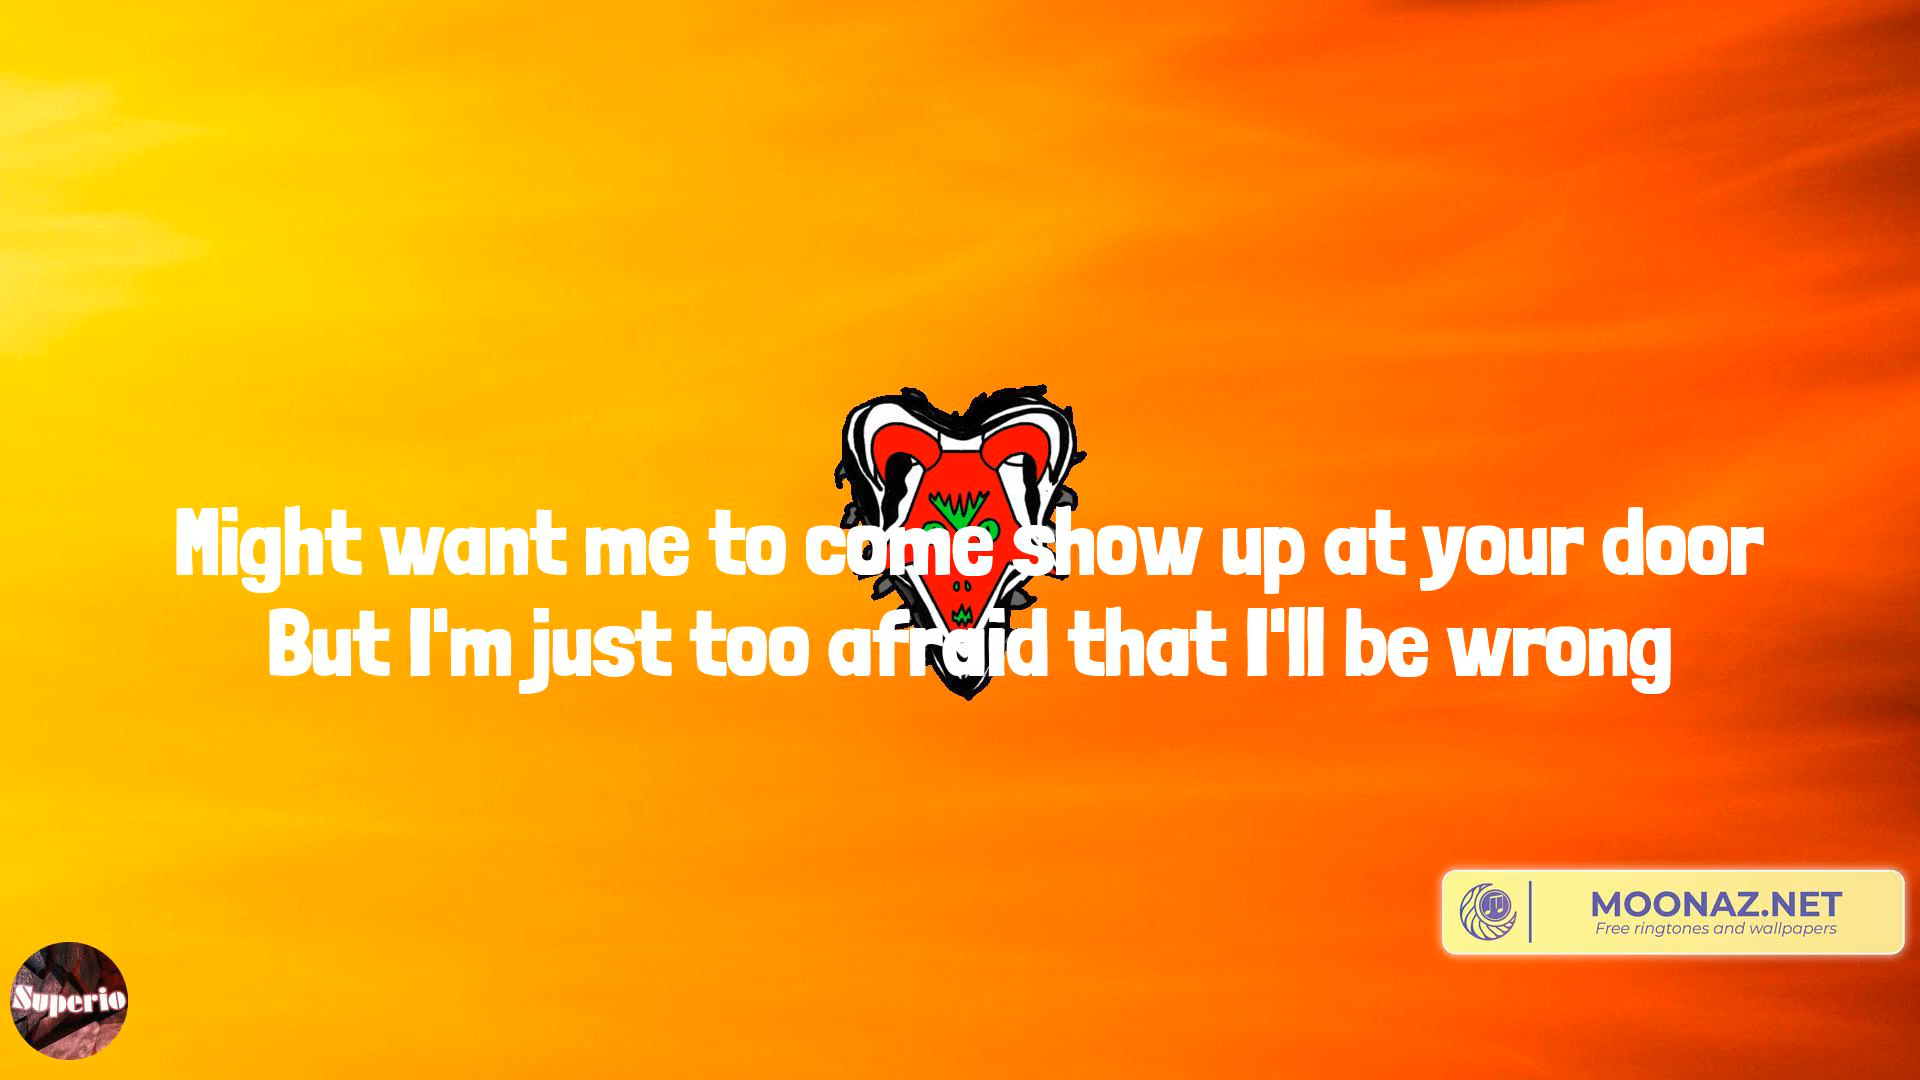 Might want me to come show up at your door
But I'm just too afraid that I'll be wrong
MOONAZ.NET
Free ringtones and wallpapers
Superio